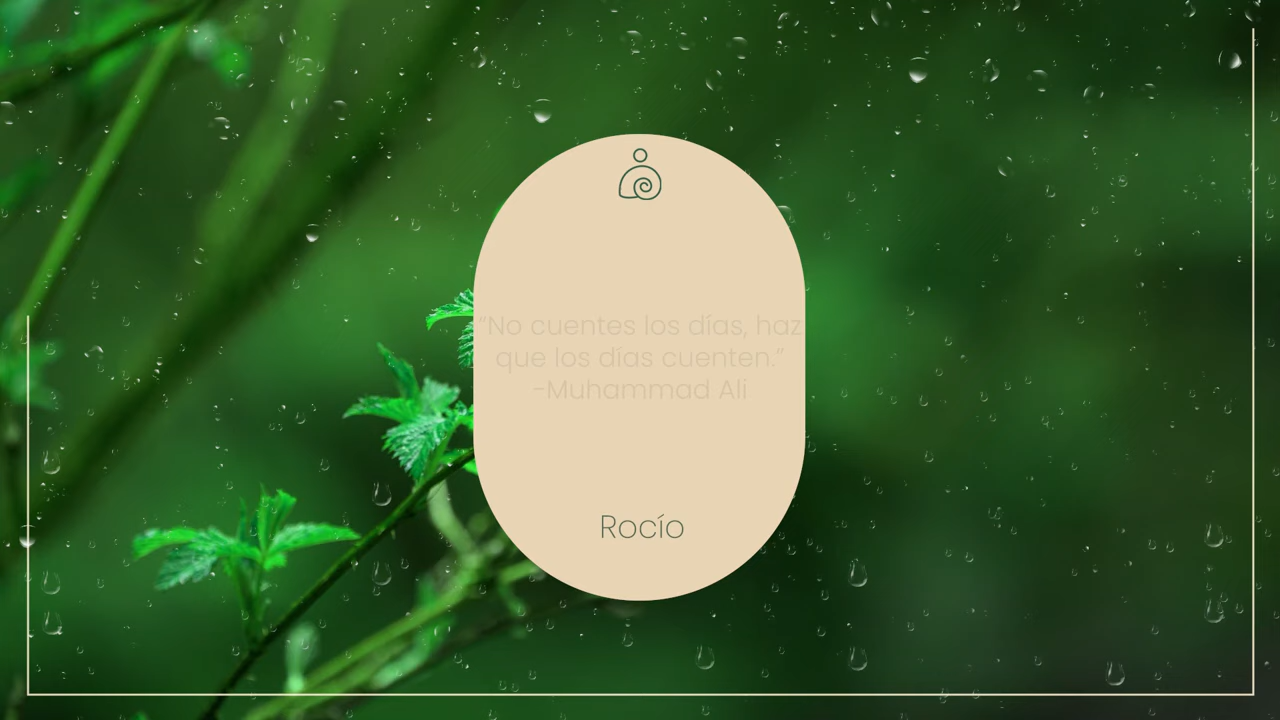 “No cuentes los días, haz
que los días cuenten.”
-Muhammad Ali
Rocío